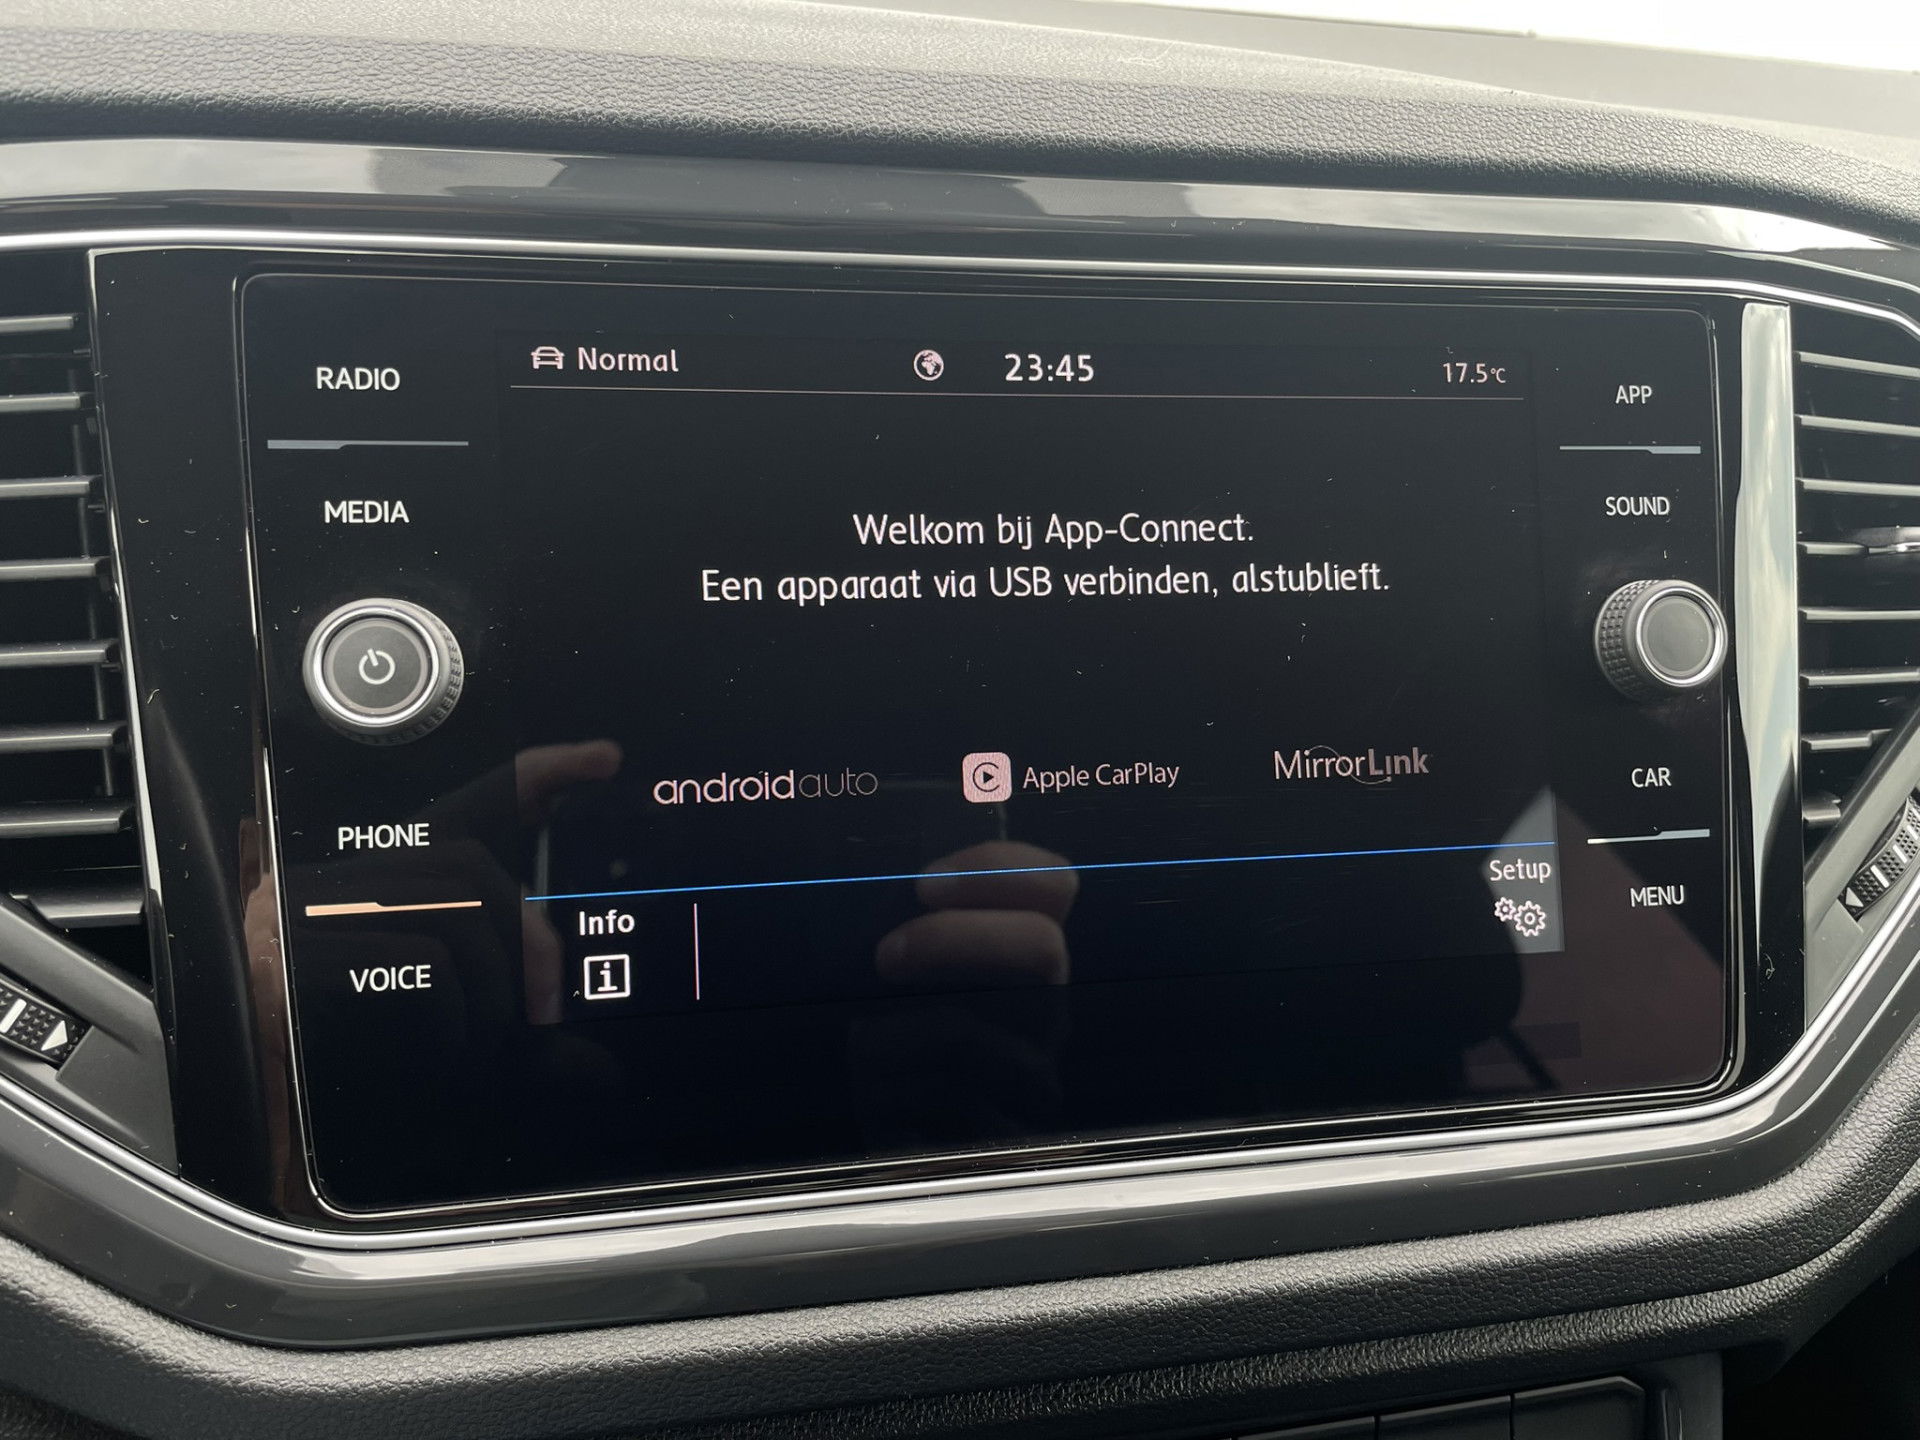 Normal 23:45 17.5°C
RADIO
APP
MEDIA
SOUND
Welkom bij App-Connect.
Een apparaat via USB verbinden, alstublieft.
androidauto Apple CarPlay MirrorLink
CAR
PHONE
Setup
MENU
Info
VOICE